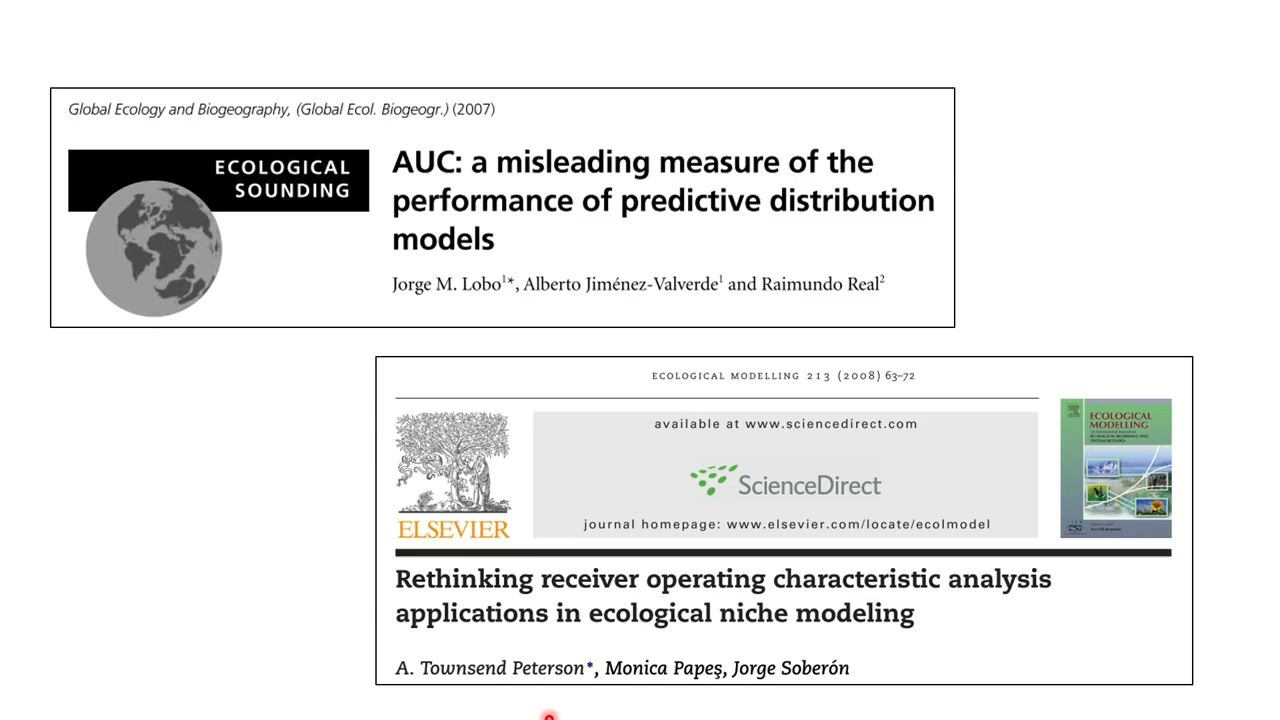 Global Ecology and Biogeography, (Global Ecol. Biogeogr.) (2007)
ECOLOGICAL
SOUNDING
AUC: a misleading measure of the
performance of predictive distribution
models
Jorge M. Lobo1*, Alberto Jiménez-Valverde1 and Raimundo Real2
ECOLOGICAL MODELLING 213 (2008) 63–72
ELSEVIER
available at www.sciencedirect.com
ScienceDirect
journal homepage: www.elsevier.com/locate/ecolmodel
ECOLOGICAL
MODELLING
Rethinking receiver operating characteristic analysis
applications in ecological niche modeling
A. Townsend Peterson*, Monica Papeş, Jorge Soberón